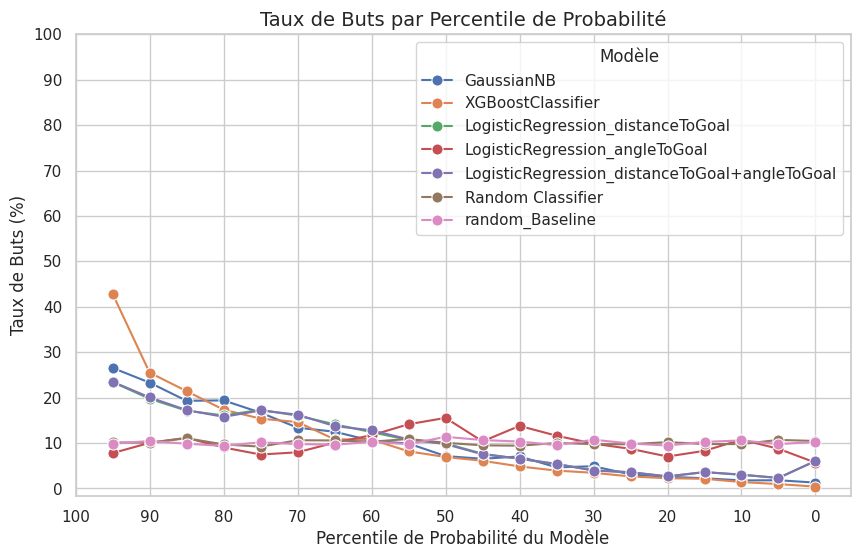 Taux de Buts par Percentile de Probabilité
Taux de Buts (%)
100
90
80
70
60
50
40
30
20
10
0
Modèle
GaussianNB
XGBoostClassifier
LogisticRegression_distanceToGoal
LogisticRegression_angleToGoal
LogisticRegression_distanceToGoal+angleToGoal
Random Classifier
random_Baseline
100 90 80 70 60 50 40 30 20 10 0
Percentile de Probabilité du Modèle